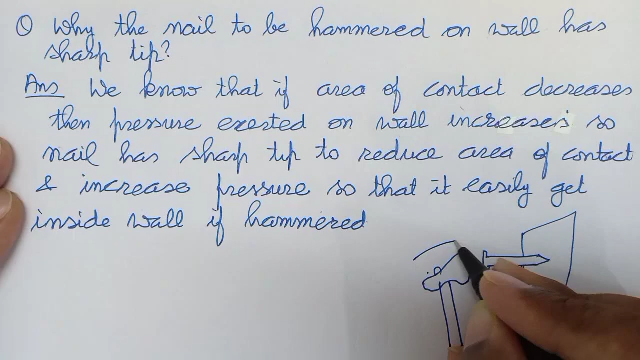 Q Why the nail to be hammered on wall has
sharp tip?
Ans We know that if area of contact decreases
then pressure exerted on wall increases so
nail has sharp tip to reduce area of contact
& increase pressure so that it easily get
inside wall if hammered